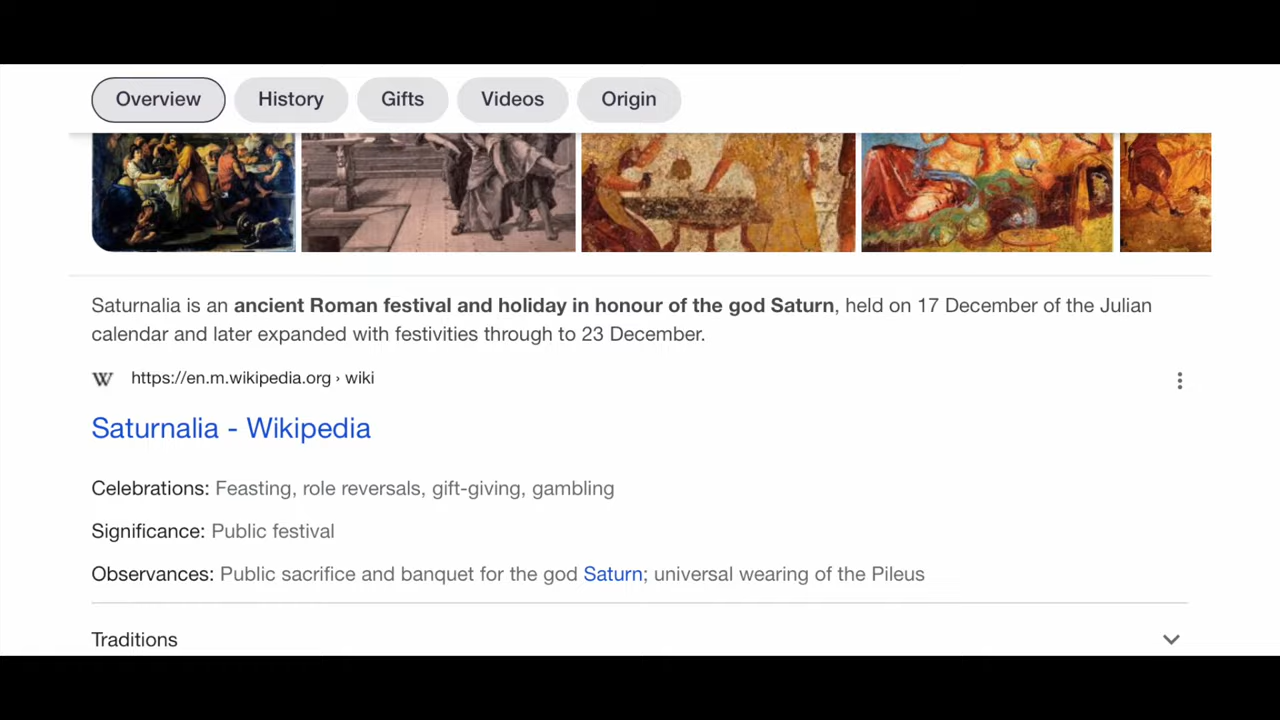 Overview History Gifts Videos Origin
Saturnalia is an ancient Roman festival and holiday in honour of the god Saturn, held on 17 December of the Julian
calendar and later expanded with festivities through to 23 December.
W https://en.m.wikipedia.org › wiki
Saturnalia - Wikipedia
Celebrations: Feasting, role reversals, gift-giving, gambling
Significance: Public festival
Observances: Public sacrifice and banquet for the god Saturn; universal wearing of the Pileus
Traditions